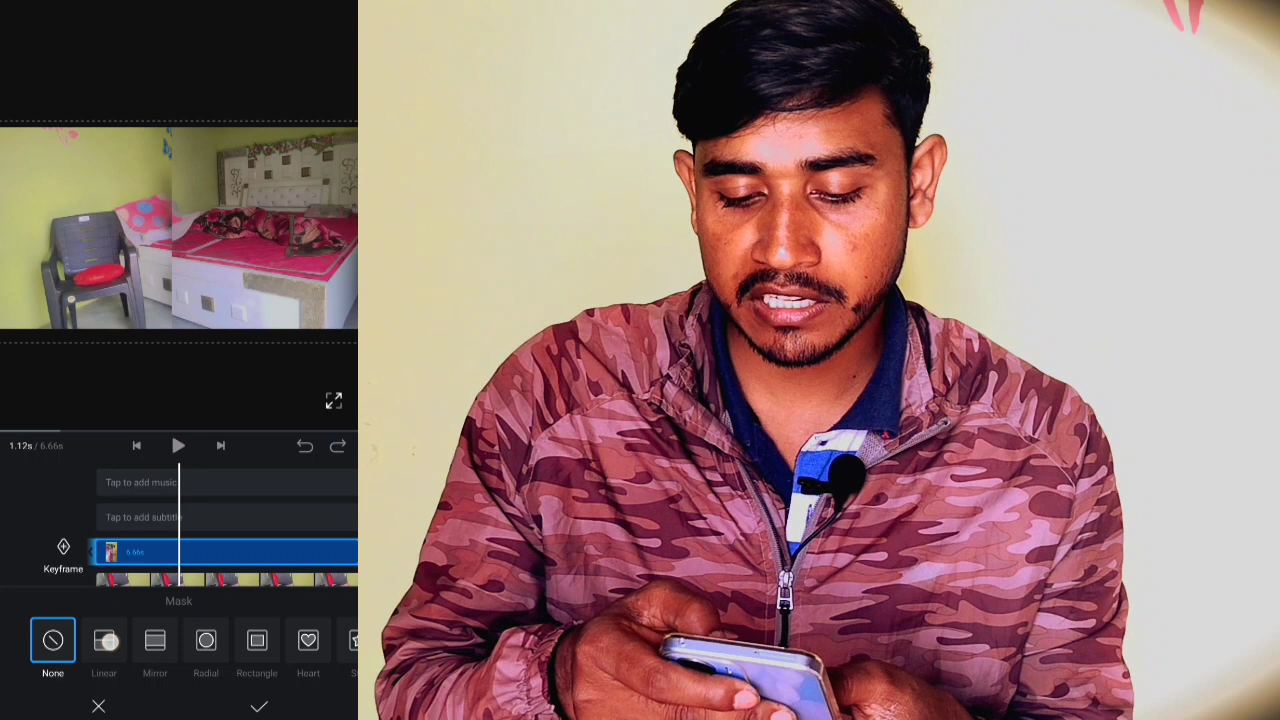 1.12s / 6.66s
Tap to add music
Tap to add subtitle
6.66s
Keyframe
Mask
None
Linear
Mirror
Radial
Rectangle
Heart